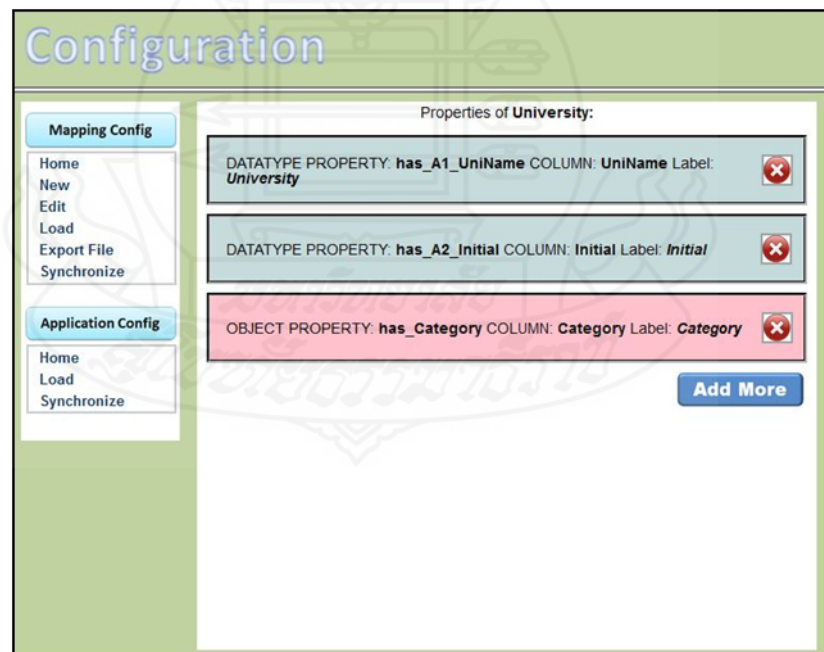 Configuration
Mapping Config
Home
New
Edit
Load
Export File
Synchronize
Application Config
Home
Load
Synchronize
Properties of University:
DATATYPE PROPERTY: has_A1_UniName COLUMN: UniName Label:
University
DATATYPE PROPERTY: has_A2_Initial COLUMN: Initial Label: Initial
OBJECT PROPERTY: has_Category COLUMN: Category Label: Category
Add More